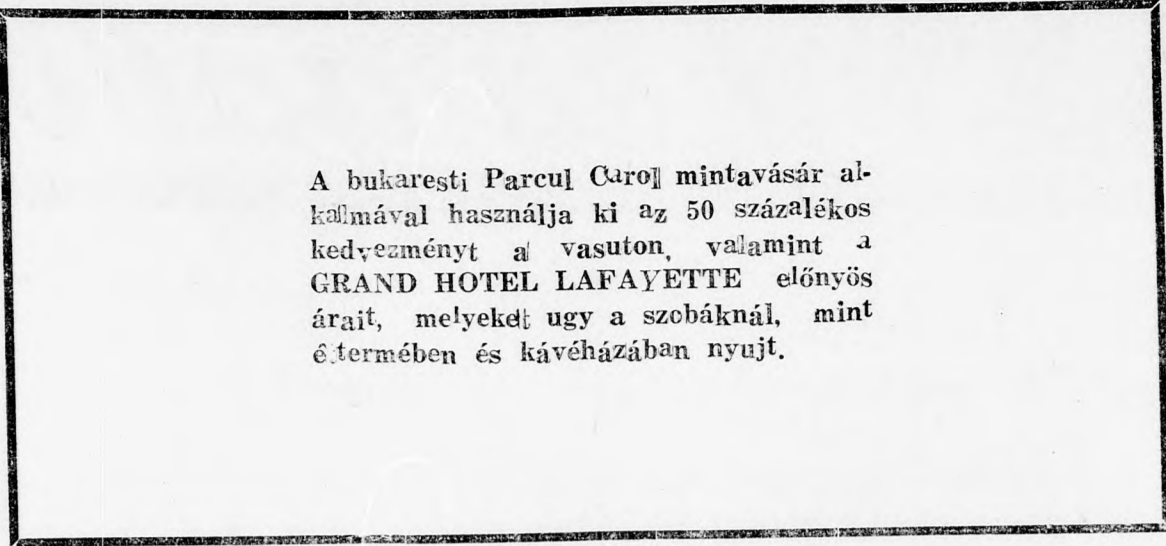 A bukaresti Parcul Carol mintavásár al-
kalmával használja ki az 50 százalékos
kedvezményt a vasuton, valamint a
GRAND HOTEL LAFAYETTE előnyös
árait, melyeket ugy a szobáknál, mint
éttermében és kávéházában nyujt.